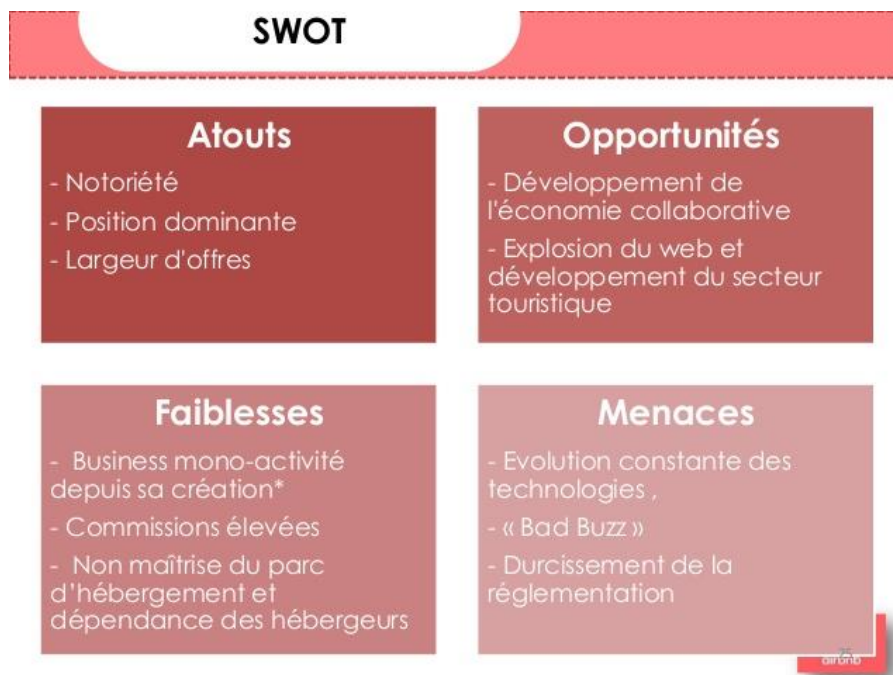 SWOT
Atouts
- Notoriété
- Position dominante
- Largeur d'offres
Opportunités
- Développement de
l'économie collaborative
- Explosion du web et
développement du secteur
touristique
Faiblesses
- Business mono-activité
depuis sa création*
- Commissions élevées
- Non maîtrise du parc
d'hébergement et
dépendance des hébergeurs
Menaces
- Evolution constante des
technologies ,
- « Bad Buzz »
- Durcissement de la
réglementation
25
airbnb